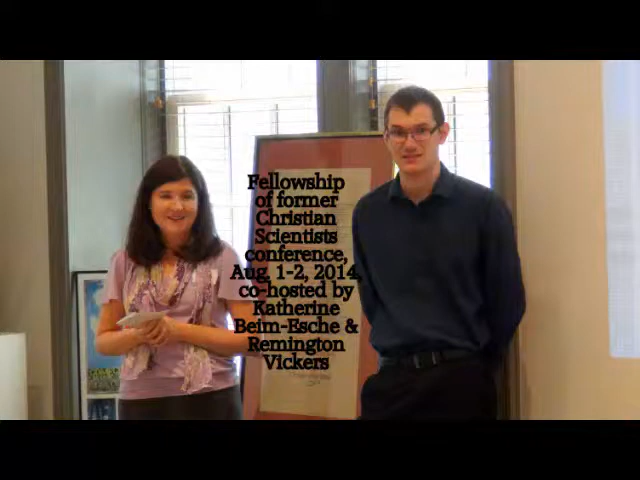 Fellowship
of former
Christian
Scientists
conference,
Aug. 1-2, 2014,
co-hosted by
Katherine
Beim-Esche &
Remington
Vickers